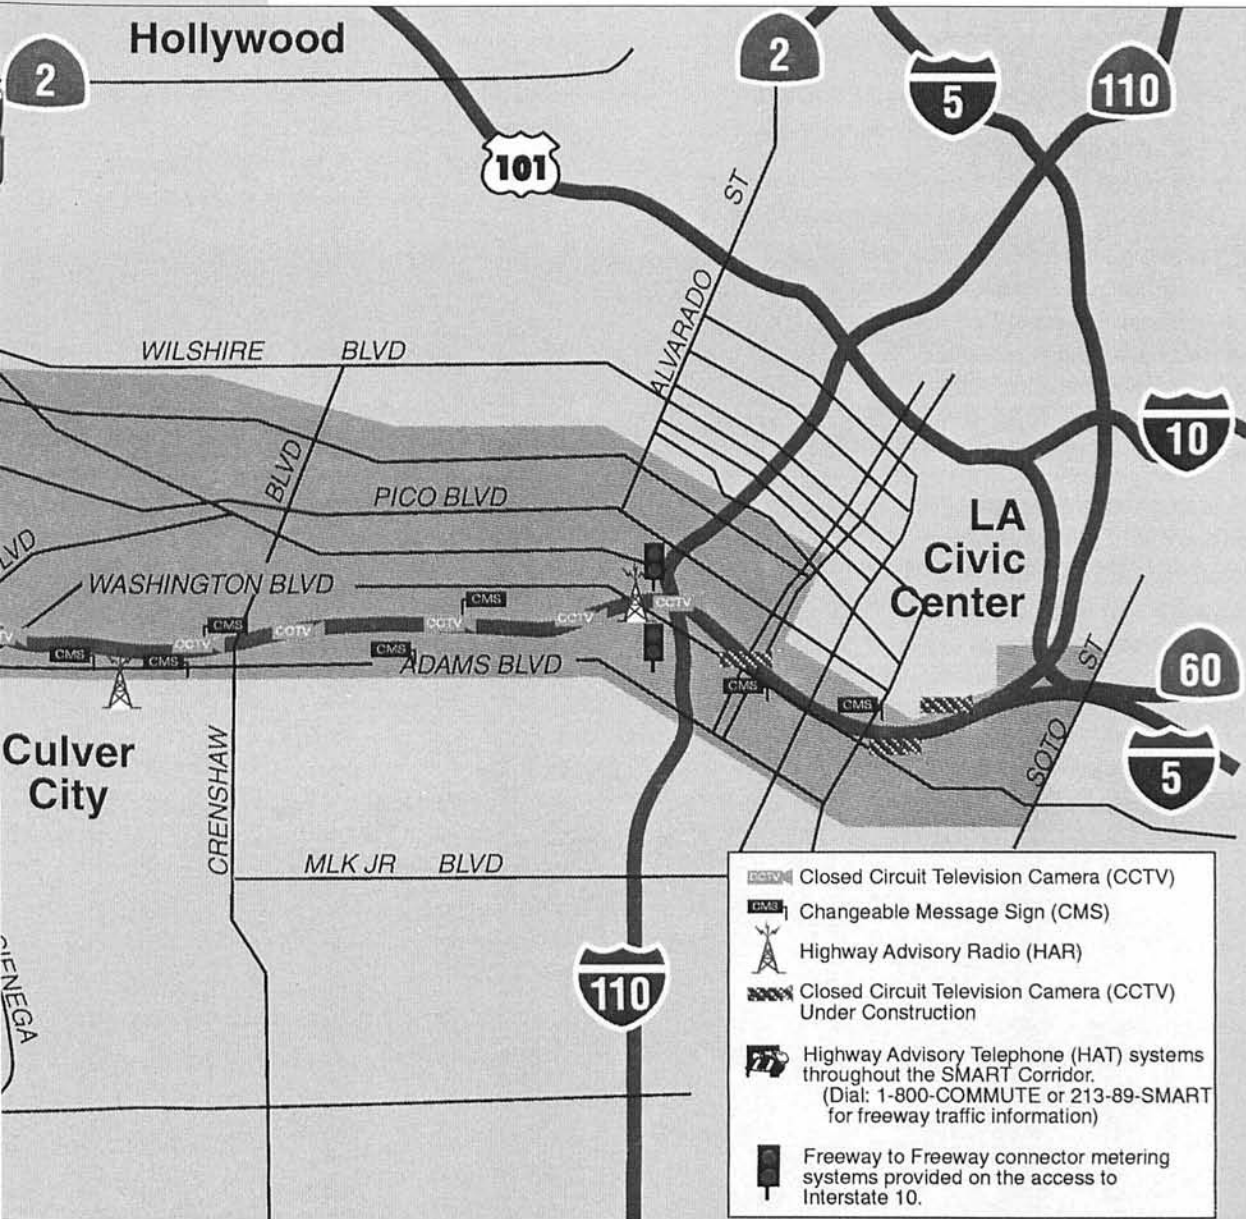 Hollywood
2
2
5
110
101
ST
ALVARADO
WILSHIRE BLVD
10
BLVD
PICO BLVD
LA
Civic
Center
LVD
WASHINGTON BLVD
CMS
CCTV
CCTV
CMS
CCTV
CCTV
CCTV
TV
CCTV
CMS
CMS
CMS
ADAMS BLVD
CMS
CMS
ST
60
SOTO
5
Culver
City
CRENSHAW
MLK JR BLVD
CIENEGA
110
CCTV Closed Circuit Television Camera (CCTV)
CMS Changeable Message Sign (CMS)
Highway Advisory Radio (HAR)
Closed Circuit Television Camera (CCTV)
Under Construction
Highway Advisory Telephone (HAT) systems
throughout the SMART Corridor.
(Dial: 1-800-COMMUTE or 213-89-SMART
for freeway traffic information)
Freeway to Freeway connector metering
systems provided on the access to
Interstate 10.